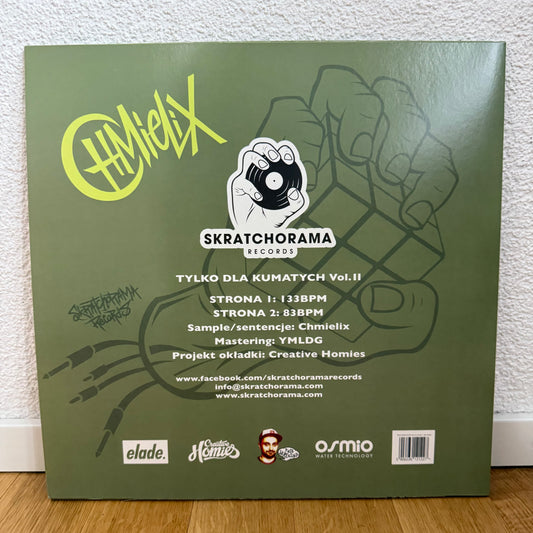 CHMIELIX
SKRATCHORAMA
RECORDS
TYLKO DLA KUMATYCH Vol.II
STRONA 1: 133BPM
STRONA 2: 83BPM
Sample/sentencje: Chmielix
Mastering: YMLDG
Projekt okładki: Creative Homies
SKRATCHORAMA
RECORDS
www.facebook.com/skratchoramarecords
info@skratchorama.com
www.skratchorama.com
elade.
Creative
Homies
osmio
WATER TECHNOLOGY